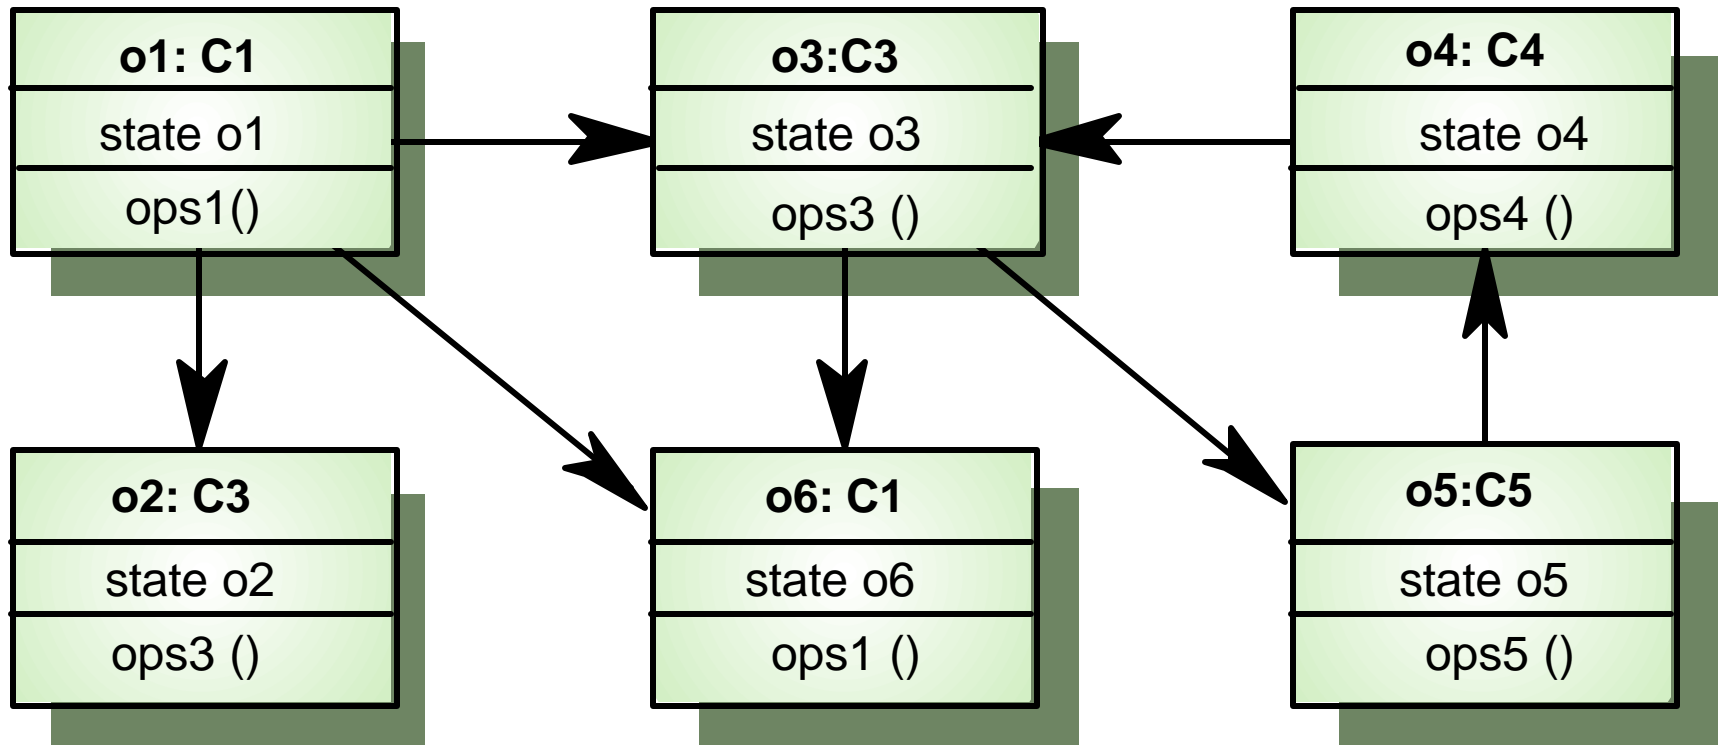 o1: C1
state o1
ops1()
o3:C3
state o3
ops3 ()
o4: C4
state o4
ops4 ()
o2: C3
state o2
ops3 ()
o6: C1
state o6
ops1 ()
o5:C5
state o5
ops5 ()